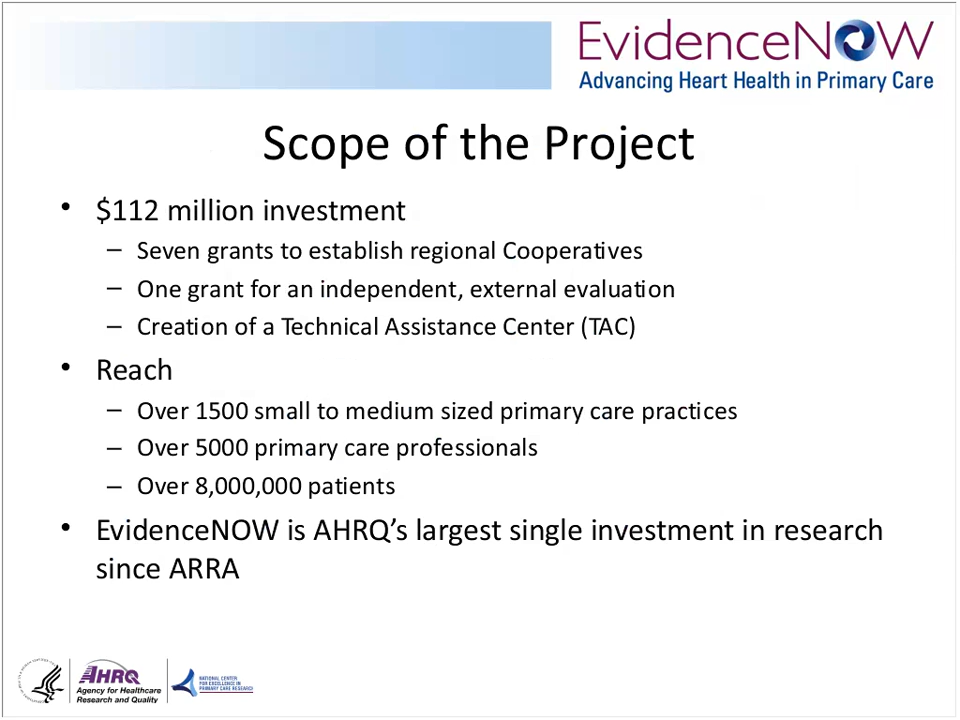 EvidenceNOW
Advancing Heart Health in Primary Care
Scope of the Project
• $112 million investment
– Seven grants to establish regional Cooperatives
– One grant for an independent, external evaluation
– Creation of a Technical Assistance Center (TAC)
• Reach
– Over 1500 small to medium sized primary care practices
– Over 5000 primary care professionals
– Over 8,000,000 patients
• EvidenceNOW is AHRQ’s largest single investment in research
since ARRA
AHRQ
Agency for Healthcare
Research and Quality
NATIONAL CENTER
FOR EXCELLENCE IN
PRIMARY CARE RESEARCH